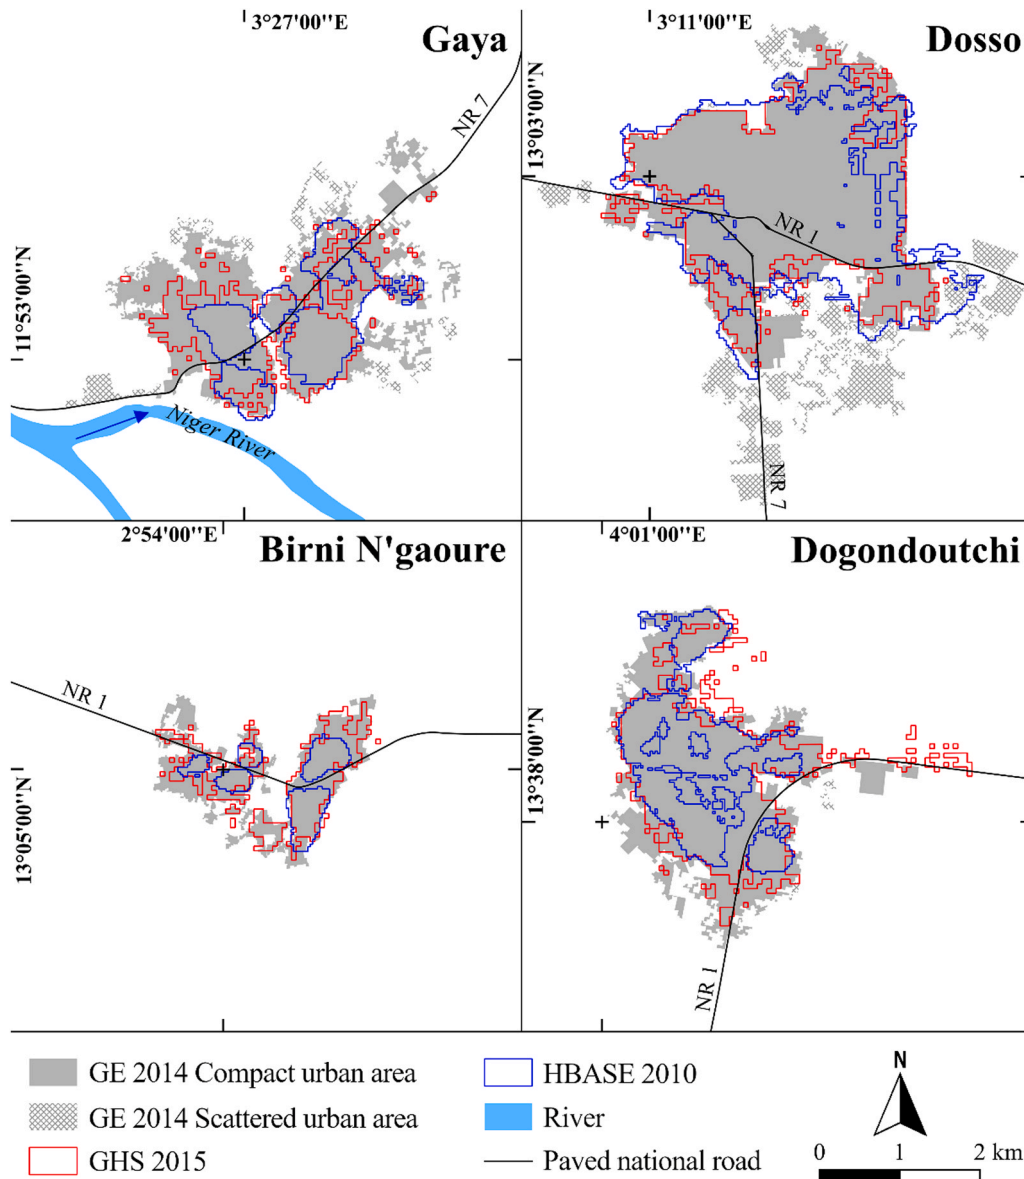 3°27'00''E
Gaya
NR 7
11°53'00''N
Niger River
3°11'00''E
Dosso
13°03'00''N
NR 1
NR 7
2°54'00''E
Birni N'gaoure
NR 1
13°05'00''N
4°01'00''E
Dogondoutchi
13°38'00''N
NR 1
GE 2014 Compact urban area
GE 2014 Scattered urban area
GHS 2015
HBASE 2010
River
Paved national road
N
0 1 2 km